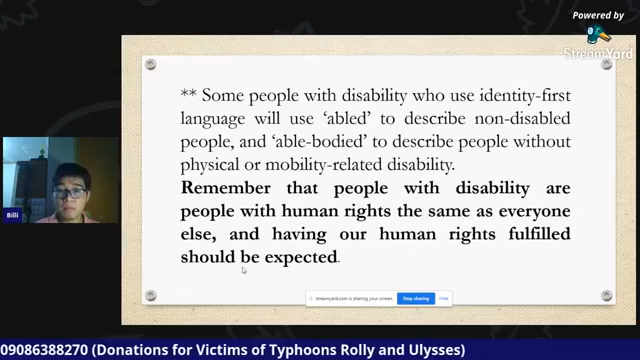 Powered by
StreamYard
** Some people with disability who use identity-first
language will use 'abled' to describe non-disabled
people, and 'able-bodied' to describe people without
physical or mobility-related disability.
Remember that people with disability are
people with human rights the same as everyone
else, and having our human rights fulfilled
should be expected.
Billi
streamyard.com is sharing your screen.
Stop sharing
Hide
09086388270 (Donations for Victims of Typhoons Rolly and Ulysses)